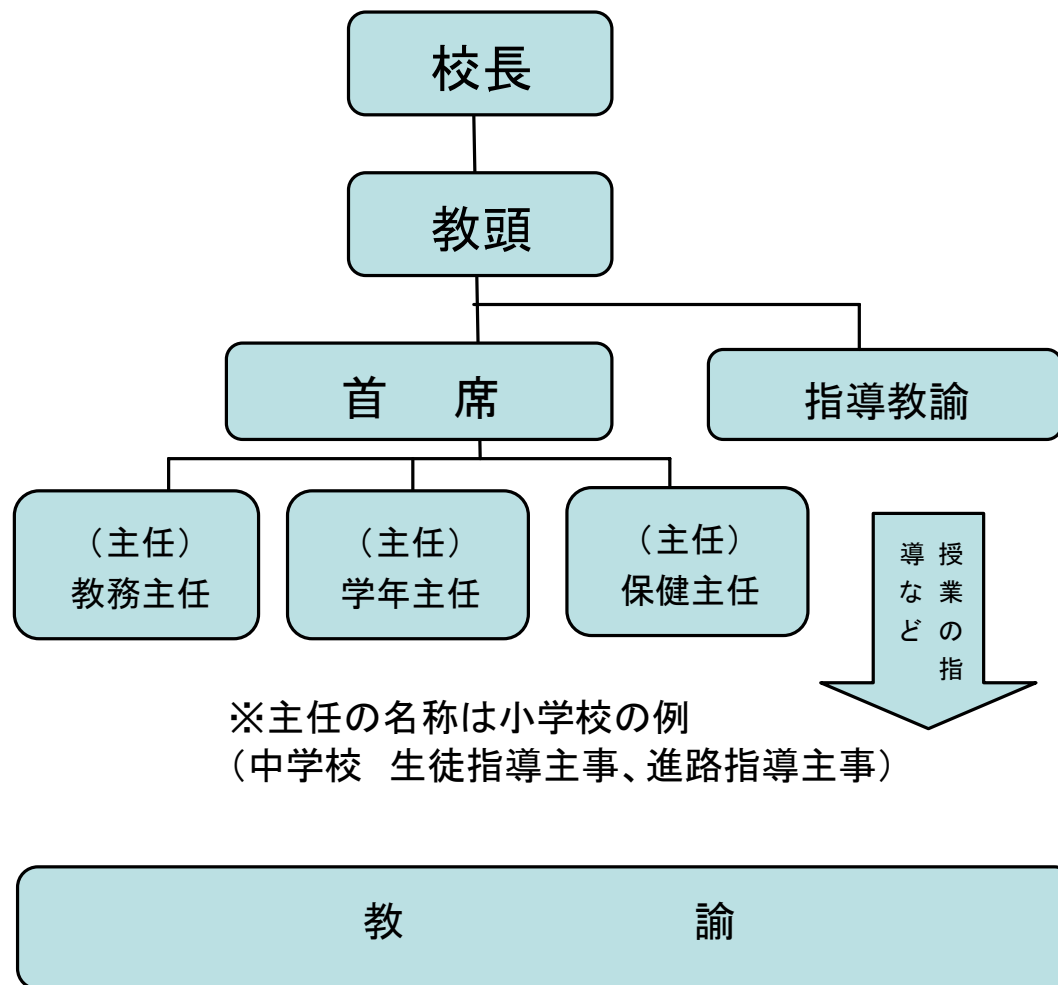 校長
教頭
首　席
指導教諭
（主任）
教務主任
（主任）
学年主任
（主任）
保健主任
授業の指
導など
※主任の名称は小学校の例
（中学校　生徒指導主事、進路指導主事）
教　諭